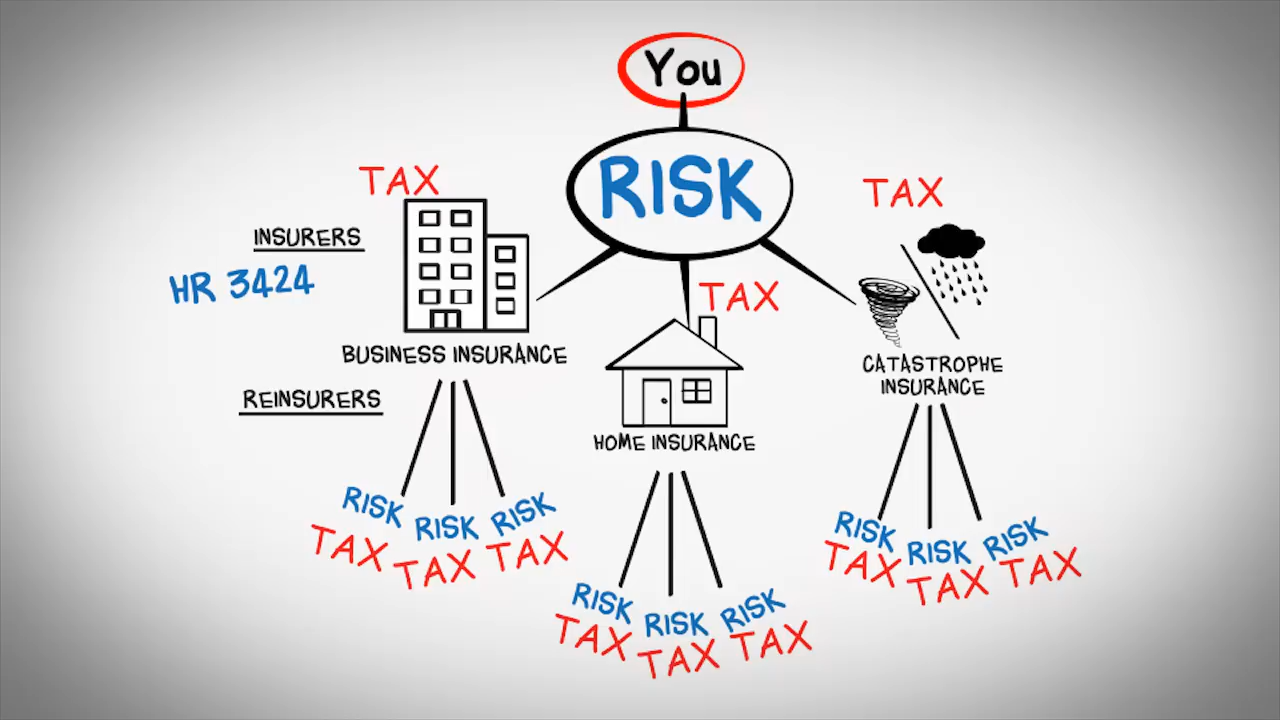 You
RISK
TAX
TAX
INSURERS
HR 3424
TAX
BUSINESS INSURANCE
CATASTROPHE
INSURANCE
REINSURERS
HOME INSURANCE
RISK RISK RISK
TAX TAX TAX
RISK RISK RISK
TAX TAX TAX
RISK RISK RISK
TAX TAX TAX